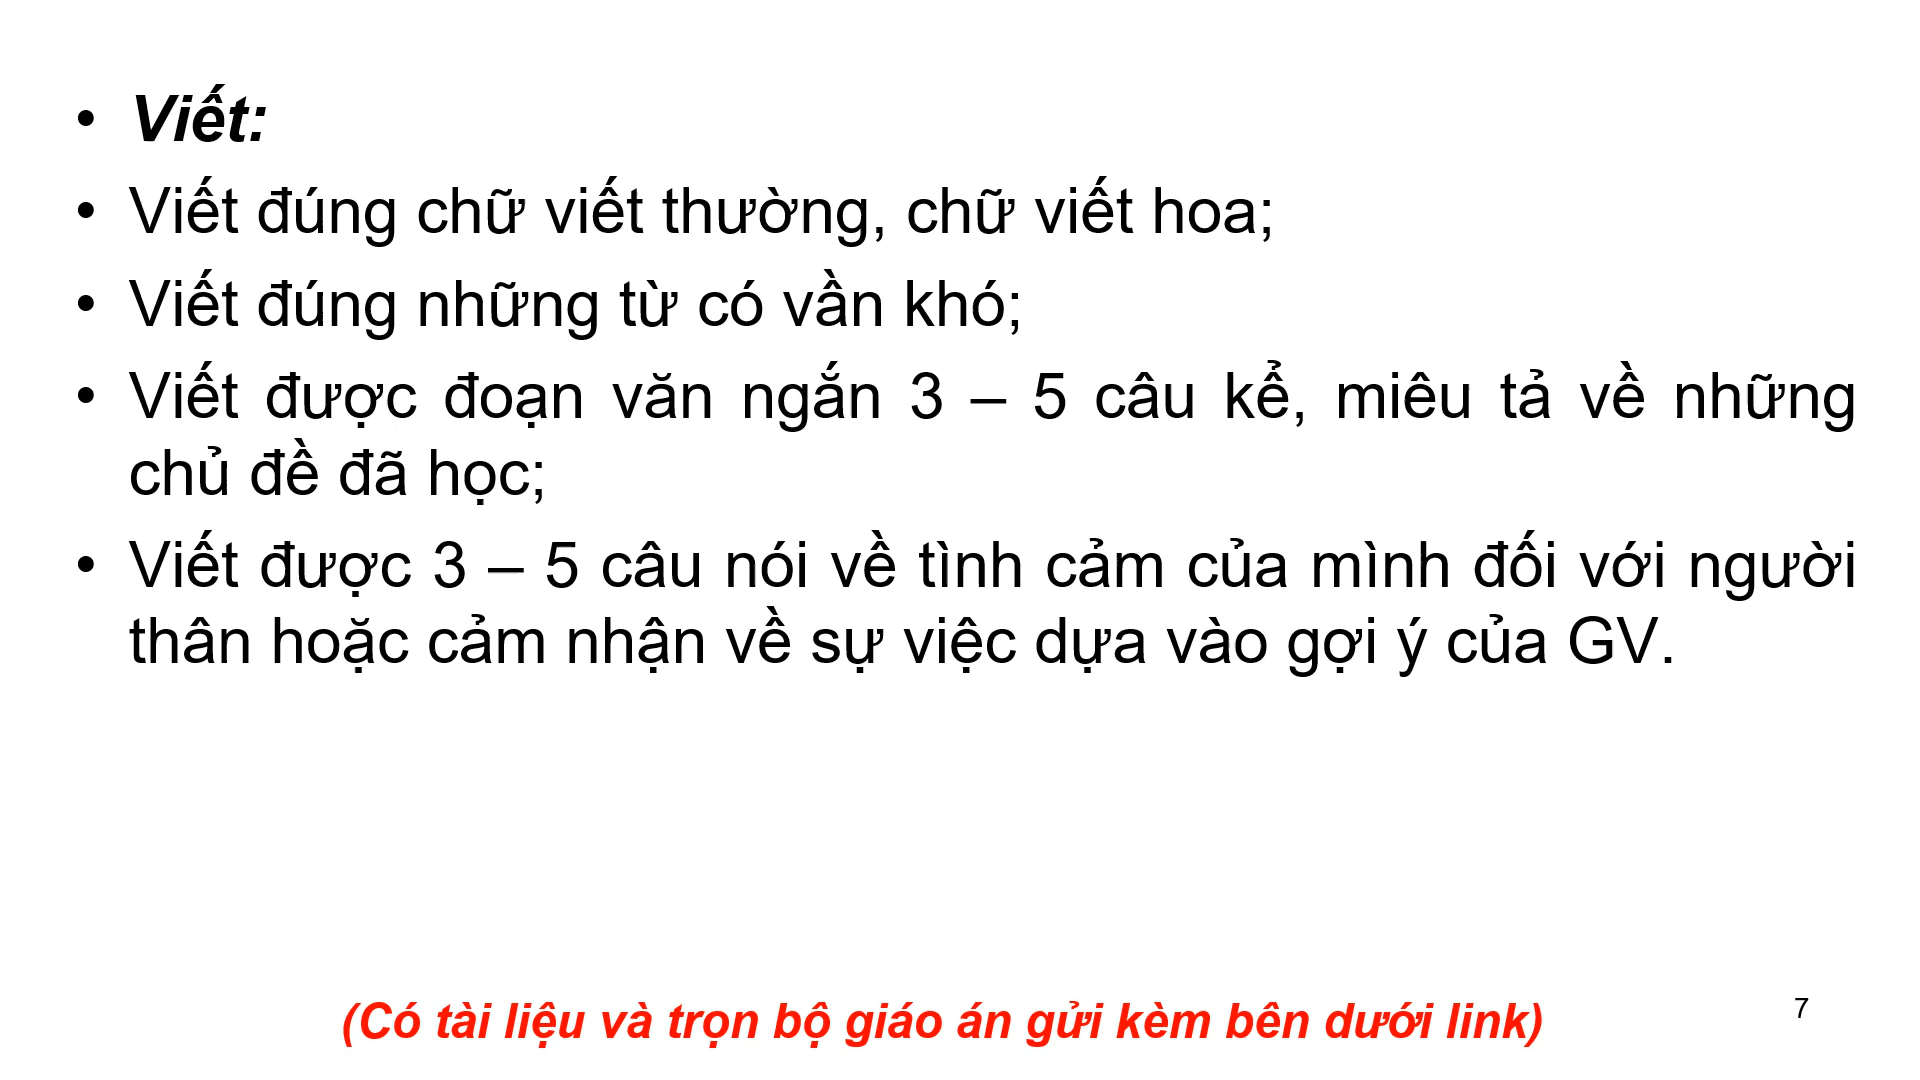 • Viết:
• Viết đúng chữ viết thường, chữ viết hoa;
• Viết đúng những từ có vần khó;
• Viết được đoạn văn ngắn 3 – 5 câu kể, miêu tả về những
chủ đề đã học;
• Viết được 3 – 5 câu nói về tình cảm của mình đối với người
thân hoặc cảm nhận về sự việc dựa vào gợi ý của GV.
(Có tài liệu và trọn bộ giáo án gửi kèm bên dưới link)
7